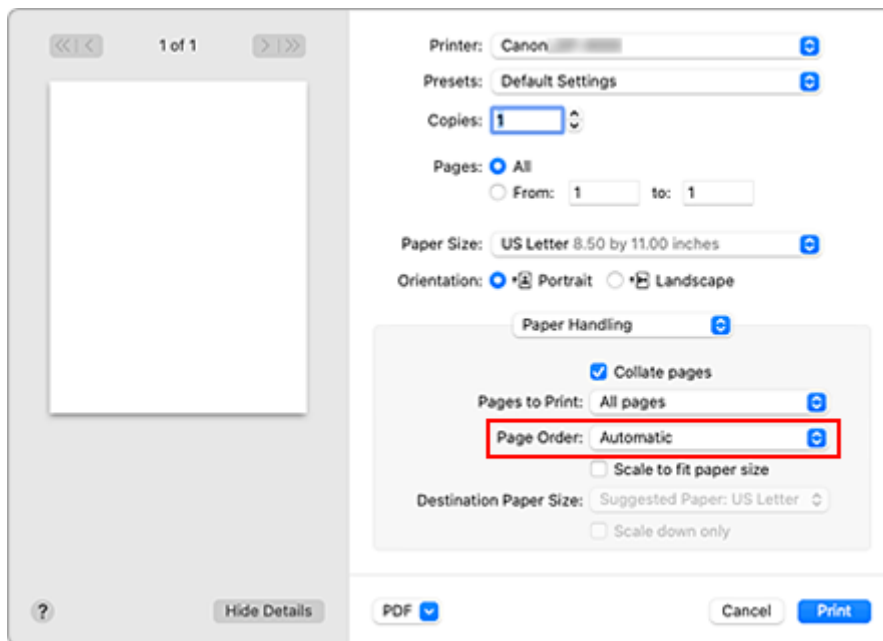 1 of 1
Printer: Canon
Presets: Default Settings
Copies: 1
Pages: All
From: 1 to: 1
Paper Size: US Letter 8.50 by 11.00 inches
Orientation: Portrait Landscape
Paper Handling
Collate pages
Pages to Print: All pages
Page Order: Automatic
Scale to fit paper size
Destination Paper Size: Suggested Paper: US Letter
Scale down only
? Hide Details PDF Cancel Print